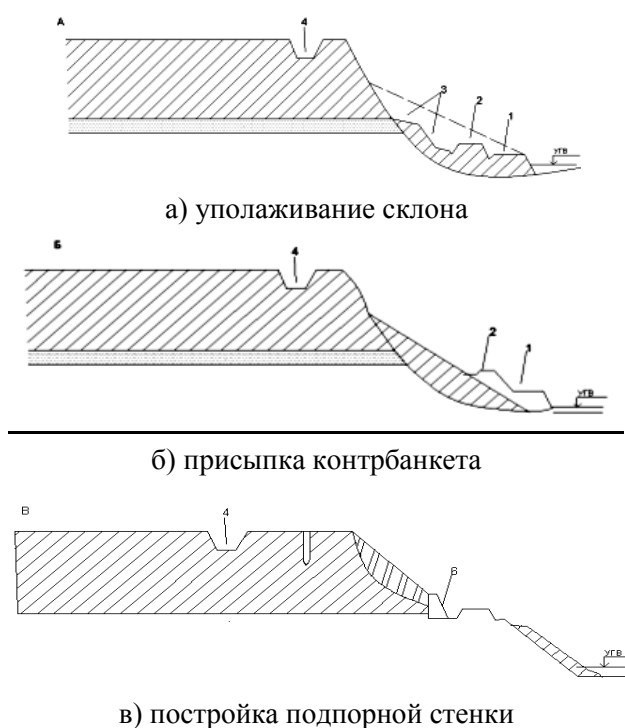 А
4
3
2
1
УГВ
а) уполаживание склона
Б
4
2
1
УГВ
б) присыпка контрбанкета
В
4
6
УГВ
в) постройка подпорной стенки